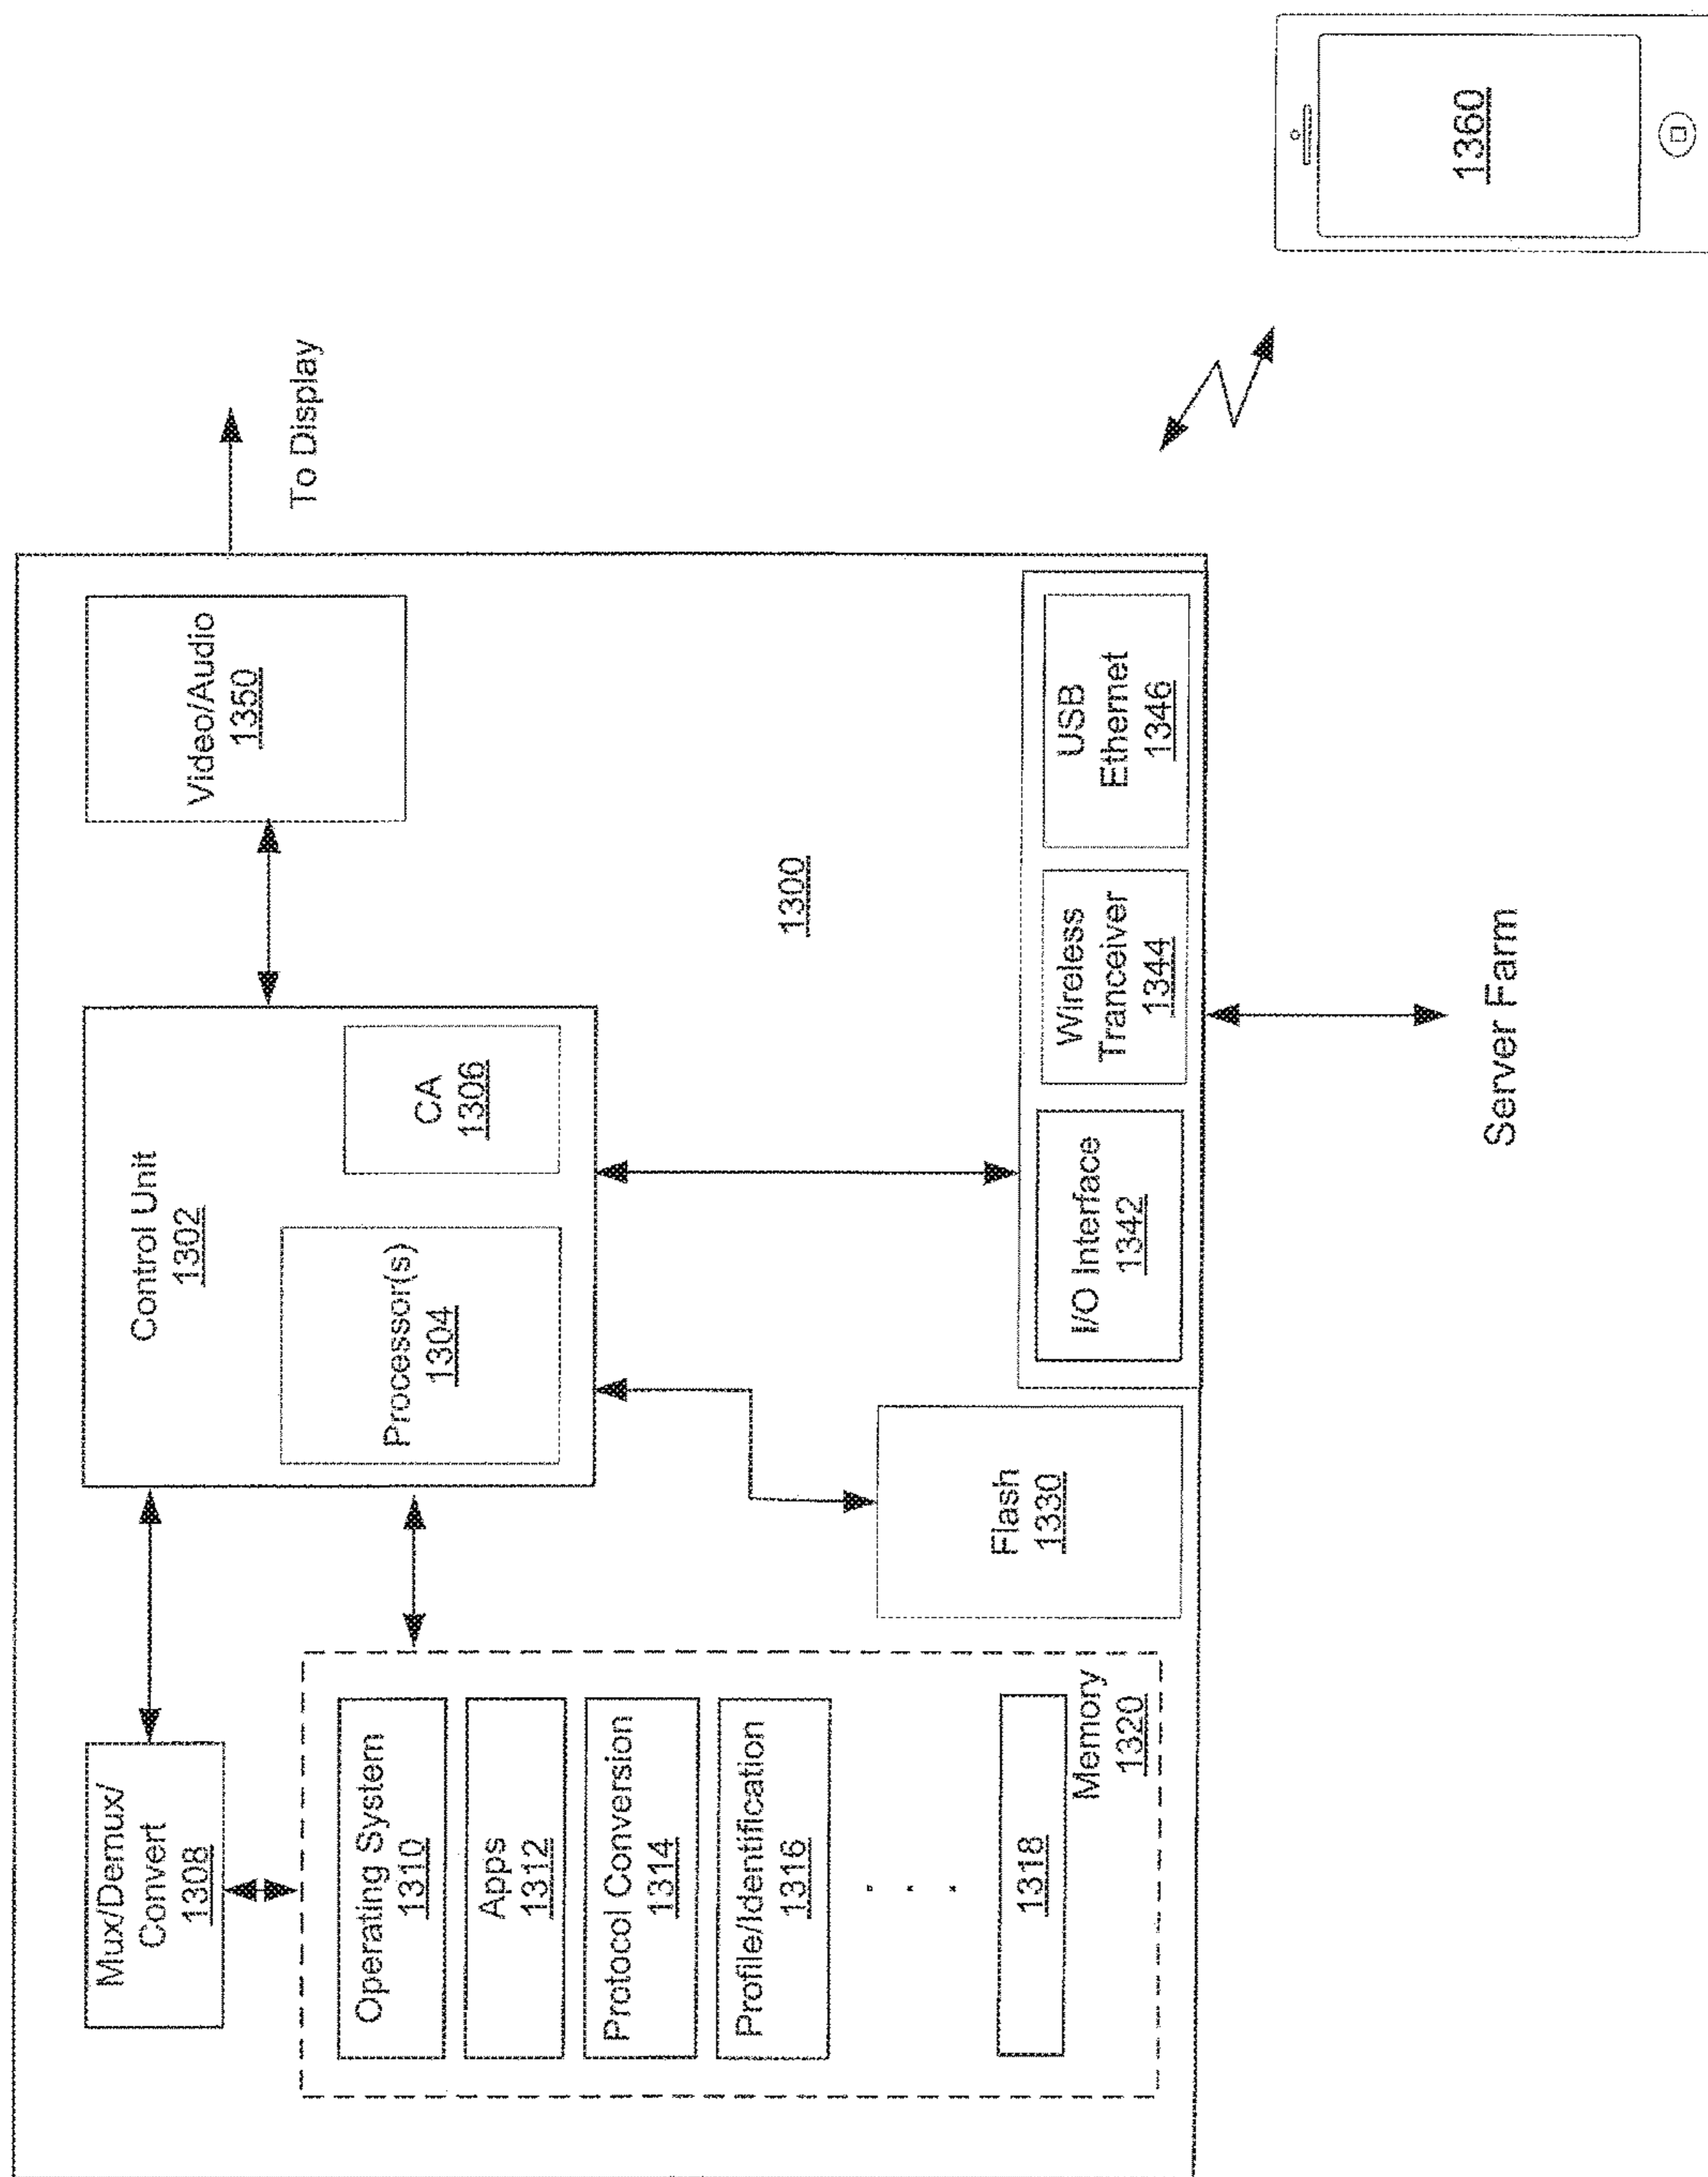 Mux/Demux/
Convert
1308
Control Unit
1302
Processor(s)
1304
CA
1306
Video/Audio
1350
To Display
Operating System
1310
Apps
1312
Protocol Conversion
1314
Profile/Identification
1316
. . .
1318
Memory
1320
Flash
1330
1300
I/O Interface
1342
Wireless
Tranceiver
1344
USB
Ethernet
1346
Server Farm
1360